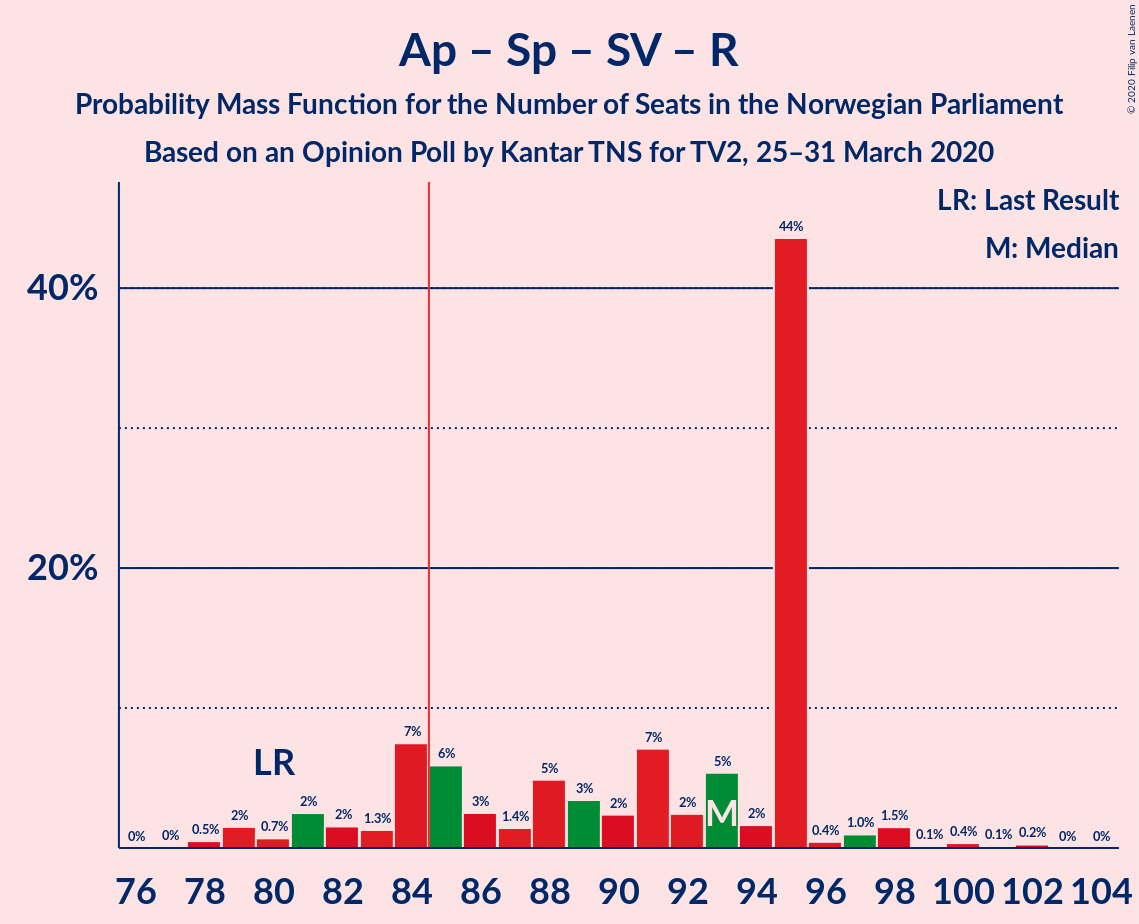 Ap – Sp – SV – R
Probability Mass Function for the Number of Seats in the Norwegian Parliament
Based on an Opinion Poll by Kantar TNS for TV2, 25–31 March 2020
© 2020 Filip van Laenen
LR: Last Result
M: Median
40%
20%
LR
M
0% 0% 0.5% 2% 0.7% 2% 2% 1.3% 7% 6% 3% 1.4% 5% 3% 2% 7% 2% 5% 2% 44% 0.4% 1.0% 1.5% 0.1% 0.4% 0.1% 0.2% 0% 0%
76 78 80 82 84 86 88 90 92 94 96 98 100 102 104